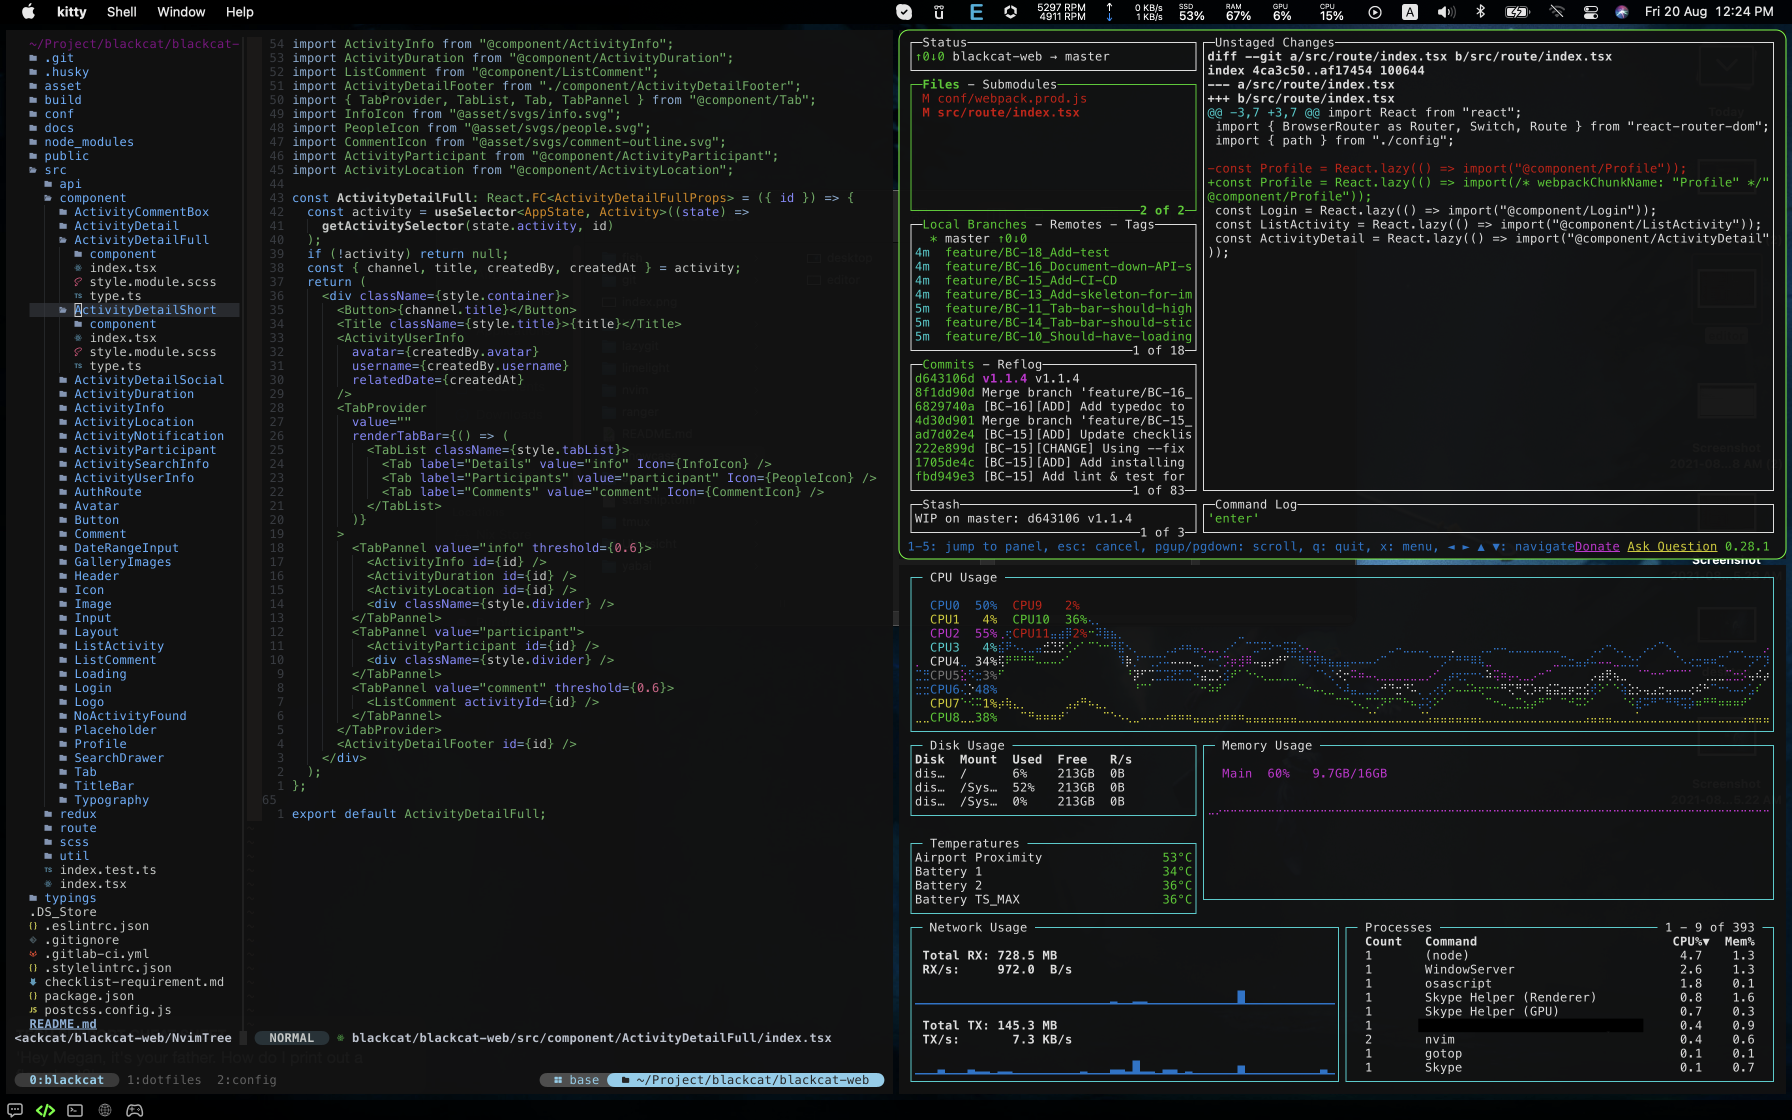 kitty Shell Window Help
5297 RPM 4911 RPM 0 KB/s 1 KB/s SSD 53% RAM 67% GPU 6% CPU 15% A Fri 20 Aug 12:24 PM
~/Project/blackcat/blackcat-
.git
.husky
asset
build
conf
docs
node_modules
public
src
api
component
ActivityCommentBox
ActivityDetail
ActivityDetailFull
component
index.tsx
style.module.scss
type.ts
ActivityDetailShort
component
index.tsx
style.module.scss
type.ts
ActivityDetailSocial
ActivityDuration
ActivityInfo
ActivityLocation
ActivityNotification
ActivityParticipant
ActivitySearchInfo
ActivityUserInfo
AuthRoute
Avatar
Button
Comment
DateRangeInput
GalleryImages
Header
Icon
Image
Input
Layout
ListActivity
ListComment
Loading
Login
Logo
NoActivityFound
Placeholder
Profile
SearchDrawer
Tab
TitleBar
Typography
redux
route
scss
util
index.test.ts
index.tsx
typings
.DS_Store
.eslintrc.json
.gitignore
.gitlab-ci.yml
.stylelintrc.json
checklist-requirement.md
package.json
postcss.config.js
README.md
54 import ActivityInfo from "@component/ActivityInfo";
53 import ActivityDuration from "@component/ActivityDuration";
52 import ListComment from "@component/ListComment";
51 import ActivityDetailFooter from "./component/ActivityDetailFooter";
50 import { TabProvider, TabList, Tab, TabPannel } from "@component/Tab";
49 import InfoIcon from "@asset/svgs/info.svg";
48 import PeopleIcon from "@asset/svgs/people.svg";
47 import CommentIcon from "@asset/svgs/comment-outline.svg";
46 import ActivityParticipant from "@component/ActivityParticipant";
45 import ActivityLocation from "@component/ActivityLocation";
44
43 const ActivityDetailFull: React.FC<ActivityDetailFullProps> = ({ id }) => {
42 const activity = useSelector<AppState, Activity>((state) =>
41 getActivitySelector(state.activity, id)
40 );
39 if (!activity) return null;
38 const { channel, title, createdBy, createdAt } = activity;
37 return (
36 <div className={style.container}>
35 <Button>{channel.title}</Button>
34 <Title className={style.title}>{title}</Title>
33 <ActivityUserInfo
32 avatar={createdBy.avatar}
31 username={createdBy.username}
30 relatedDate={createdAt}
29 />
28 <TabProvider
27 value=""
26 renderTabBar={() => (
25 <TabList className={style.tabList}>
24 <Tab label="Details" value="info" Icon={InfoIcon} />
23 <Tab label="Participants" value="participant" Icon={PeopleIcon} />
22 <Tab label="Comments" value="comment" Icon={CommentIcon} />
21 </TabList>
20 )}
19 >
18 <TabPannel value="info" threshold={0.6}>
17 <ActivityInfo id={id} />
16 <ActivityDuration id={id} />
15 <ActivityLocation id={id} />
14 <div className={style.divider} />
13 </TabPannel>
12 <TabPannel value="participant">
11 <ActivityParticipant id={id} />
10 <div className={style.divider} />
9 </TabPannel>
8 <TabPannel value="comment" threshold={0.6}>
7 <ListComment activityId={id} />
6 </TabPannel>
5 </TabProvider>
4 <ActivityDetailFooter id={id} />
3 </div>
2 );
1 };
65
1 export default ActivityDetailFull;
<ackcat/blackcat-web/NvimTree NORMAL blackcat/blackcat-web/src/component/ActivityDetailFull/index.tsx
0:blackcat 1:dotfiles 2:config base ~/Project/blackcat/blackcat-web
Status
↑0↓0 blackcat-web → master
Files - Submodules
M conf/webpack.prod.js
M src/route/index.tsx
2 of 2
Local Branches - Remotes - Tags
* master ↑0↓0
4m feature/BC-18_Add-test
4m feature/BC-16_Document-down-API-s
4m feature/BC-15_Add-CI-CD
4m feature/BC-13_Add-skeleton-for-im
5m feature/BC-11_Tab-bar-should-high
5m feature/BC-14_Tab-bar-should-stic
5m feature/BC-10_Should-have-loading
1 of 18
Commits - Reflog
d643106d v1.1.4 v1.1.4
8f1dd90d Merge branch 'feature/BC-16_
6829740a [BC-16][ADD] Add typedoc to
4d30d901 Merge branch 'feature/BC-15_
ad7d02e4 [BC-15][ADD] Update checklis
222e899d [BC-15][CHANGE] Using --fix
1705de4c [BC-15][ADD] Add installing
fbd949e3 [BC-15] Add lint & test for
1 of 83
Stash
WIP on master: d643106 v1.1.4
1 of 3
Unstaged Changes
diff --git a/src/route/index.tsx b/src/route/index.tsx
index 4ca3c50..af17454 100644
--- a/src/route/index.tsx
+++ b/src/route/index.tsx
@@ -3,7 +3,7 @@ import React from "react";
import { BrowserRouter as Router, Switch, Route } from "react-router-dom";
import { path } from "./config";
-const Profile = React.lazy(() => import("@component/Profile"));
+const Profile = React.lazy(() => import(/* webpackChunkName: "Profile" */"
@component/Profile"));
const Login = React.lazy(() => import("@component/Login"));
const ListActivity = React.lazy(() => import("@component/ListActivity"));
const ActivityDetail = React.lazy(() => import("@component/ActivityDetail"
));
Command Log
'enter'
1-5: jump to panel, esc: cancel, pgup/pgdown: scroll, q: quit, x: menu, ◄ ► ▲ ▼: navigate Donate Ask Question 0.28.1
Screenshot
CPU Usage
CPU0 50% CPU9 2%
CPU1 4% CPU10 36%
CPU2 55% CPU11 2%
CPU3 4%
CPU4 34%
CPU5 3%
CPU6 48%
CPU7 1%
CPU8 38%
Disk Usage
Disk Mount Used Free R/s
dis… / 6% 213GB 0B
dis… /Sys… 52% 213GB 0B
dis… /Sys… 0% 213GB 0B
Memory Usage
Main 60% 9.7GB/16GB
Temperatures
Airport Proximity 53°C
Battery 1 34°C
Battery 2 36°C
Battery TS_MAX 36°C
Network Usage
Total RX: 728.5 MB
RX/s: 972.0 B/s
Total TX: 145.3 MB
TX/s: 7.3 KB/s
Processes 1 - 9 of 393
Count Command CPU%▼ Mem%
1 (node) 4.7 1.3
1 WindowServer 2.6 1.3
1 osascript 1.8 0.1
1 Skype Helper (Renderer) 0.8 1.6
1 Skype Helper (GPU) 0.7 0.3
1 0.4 0.9
2 nvim 0.4 0.6
1 gotop 0.1 0.1
1 Skype 0.1 0.7